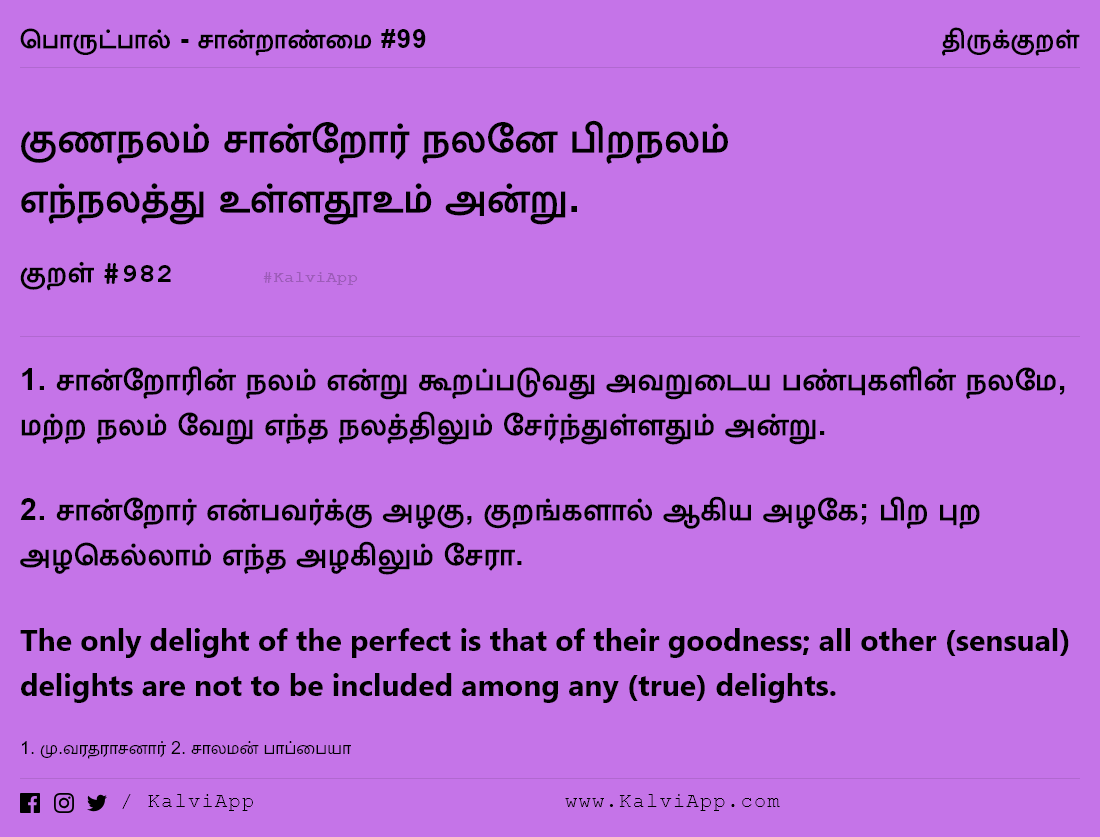 பொருட்பால் - சான்றாண்மை #99
திருக்குறள்
குணநலம் சான்றோர் நலனே பிறநலம்
எந்நலத்து உள்ளதூஉம் அன்று.
குறள் #982
#KalviApp
1. சான்றோரின் நலம் என்று கூறப்படுவது அவறுடைய பண்புகளின் நலமே,
மற்ற நலம் வேறு எந்த நலத்திலும் சேர்ந்துள்ளதும் அன்று.
2. சான்றோர் என்பவர்க்கு அழகு, குறங்களால் ஆகிய அழகே; பிற புற
அழகெல்லாம் எந்த அழகிலும் சேரா.
The only delight of the perfect is that of their goodness; all other (sensual)
delights are not to be included among any (true) delights.
1. மு.வரதராசனார் 2. சாலமன் பாப்பையா
/ KalviApp
www.KalviApp.com